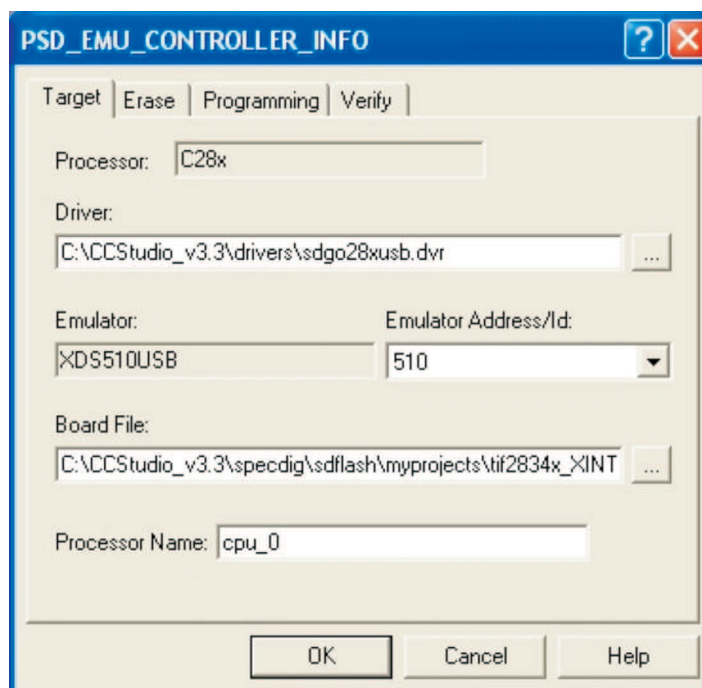 PSD_EMU_CONTROLLER_INFO
Target Erase Programming Verify
Processor: C28x
Driver:
C:\CCStudio_v3.3\drivers\sdgo28xusb.dvr ...
Emulator: Emulator Address/Id:
XDS510USB 510
Board File:
C:\CCStudio_v3.3\specdig\sdflash\myprojects\tif2834x_XINT ...
Processor Name: cpu_0
OK Cancel Help